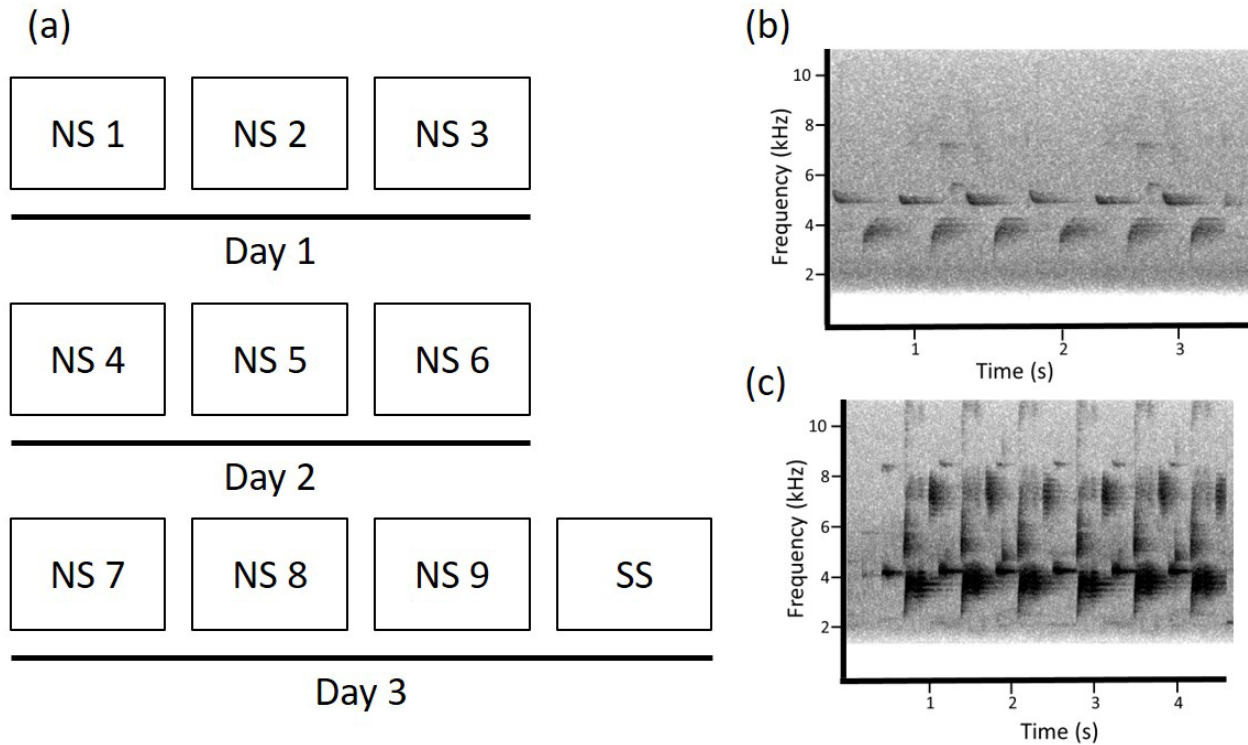 (a)
NS 1 NS 2 NS 3
Day 1
NS 4 NS 5 NS 6
Day 2
NS 7 NS 8 NS 9 SS
Day 3
(b)
Frequency (kHz)
10
8
6
4
2
1 2 3
Time (s)
(c)
Frequency (kHz)
10
8
6
4
2
1 2 3 4
Time (s)